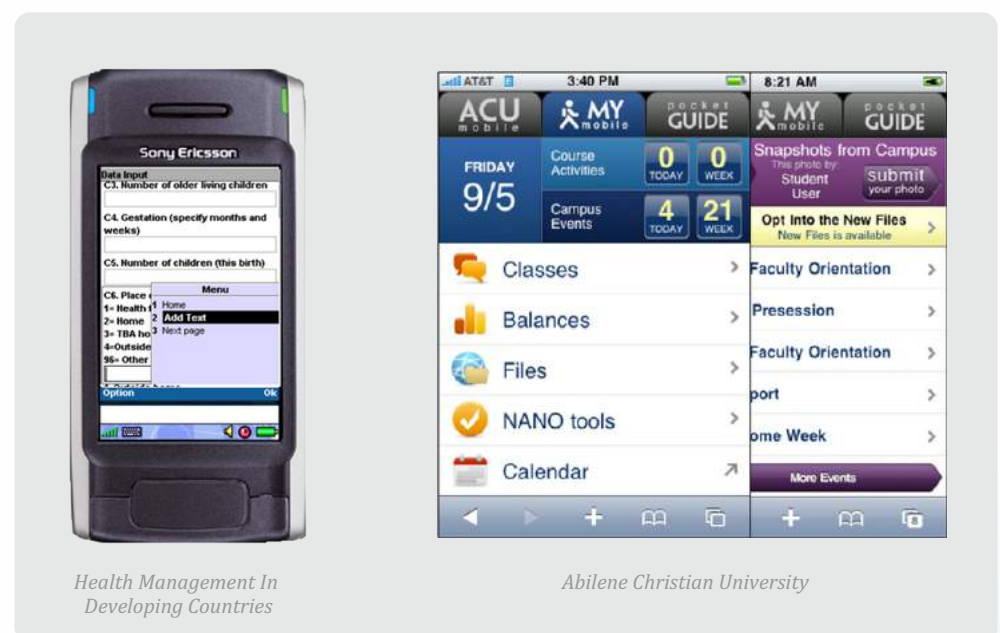 Sony Ericsson
Data Input
C3. Number of older living children
C4. Gestation (specify months and
weeks)
C5. Number of children (this birth)
C6. Place
1= Health
2= Home
3= TBA ho
4=Outside
96= Other
Menu
1 Home
2 Add Text
3 Next page
Option Ok
Health Management In
Developing Countries
AT&T 3:40 PM
ACU
mobile
MY
mobile
pocket
GUIDE
FRIDAY
9/5
Course
Activities
0
TODAY
0
WEEK
Campus
Events
4
TODAY
21
WEEK
Classes
Balances
Files
NANO tools
Calendar
8:21 AM
MY
mobile
pocket
GUIDE
Snapshots from Campus
This photo by:
Student
User
submit
your photo
Opt Into the New Files
New Files is available
Faculty Orientation
Presession
Faculty Orientation
port
ome Week
More Events
8
Abilene Christian University